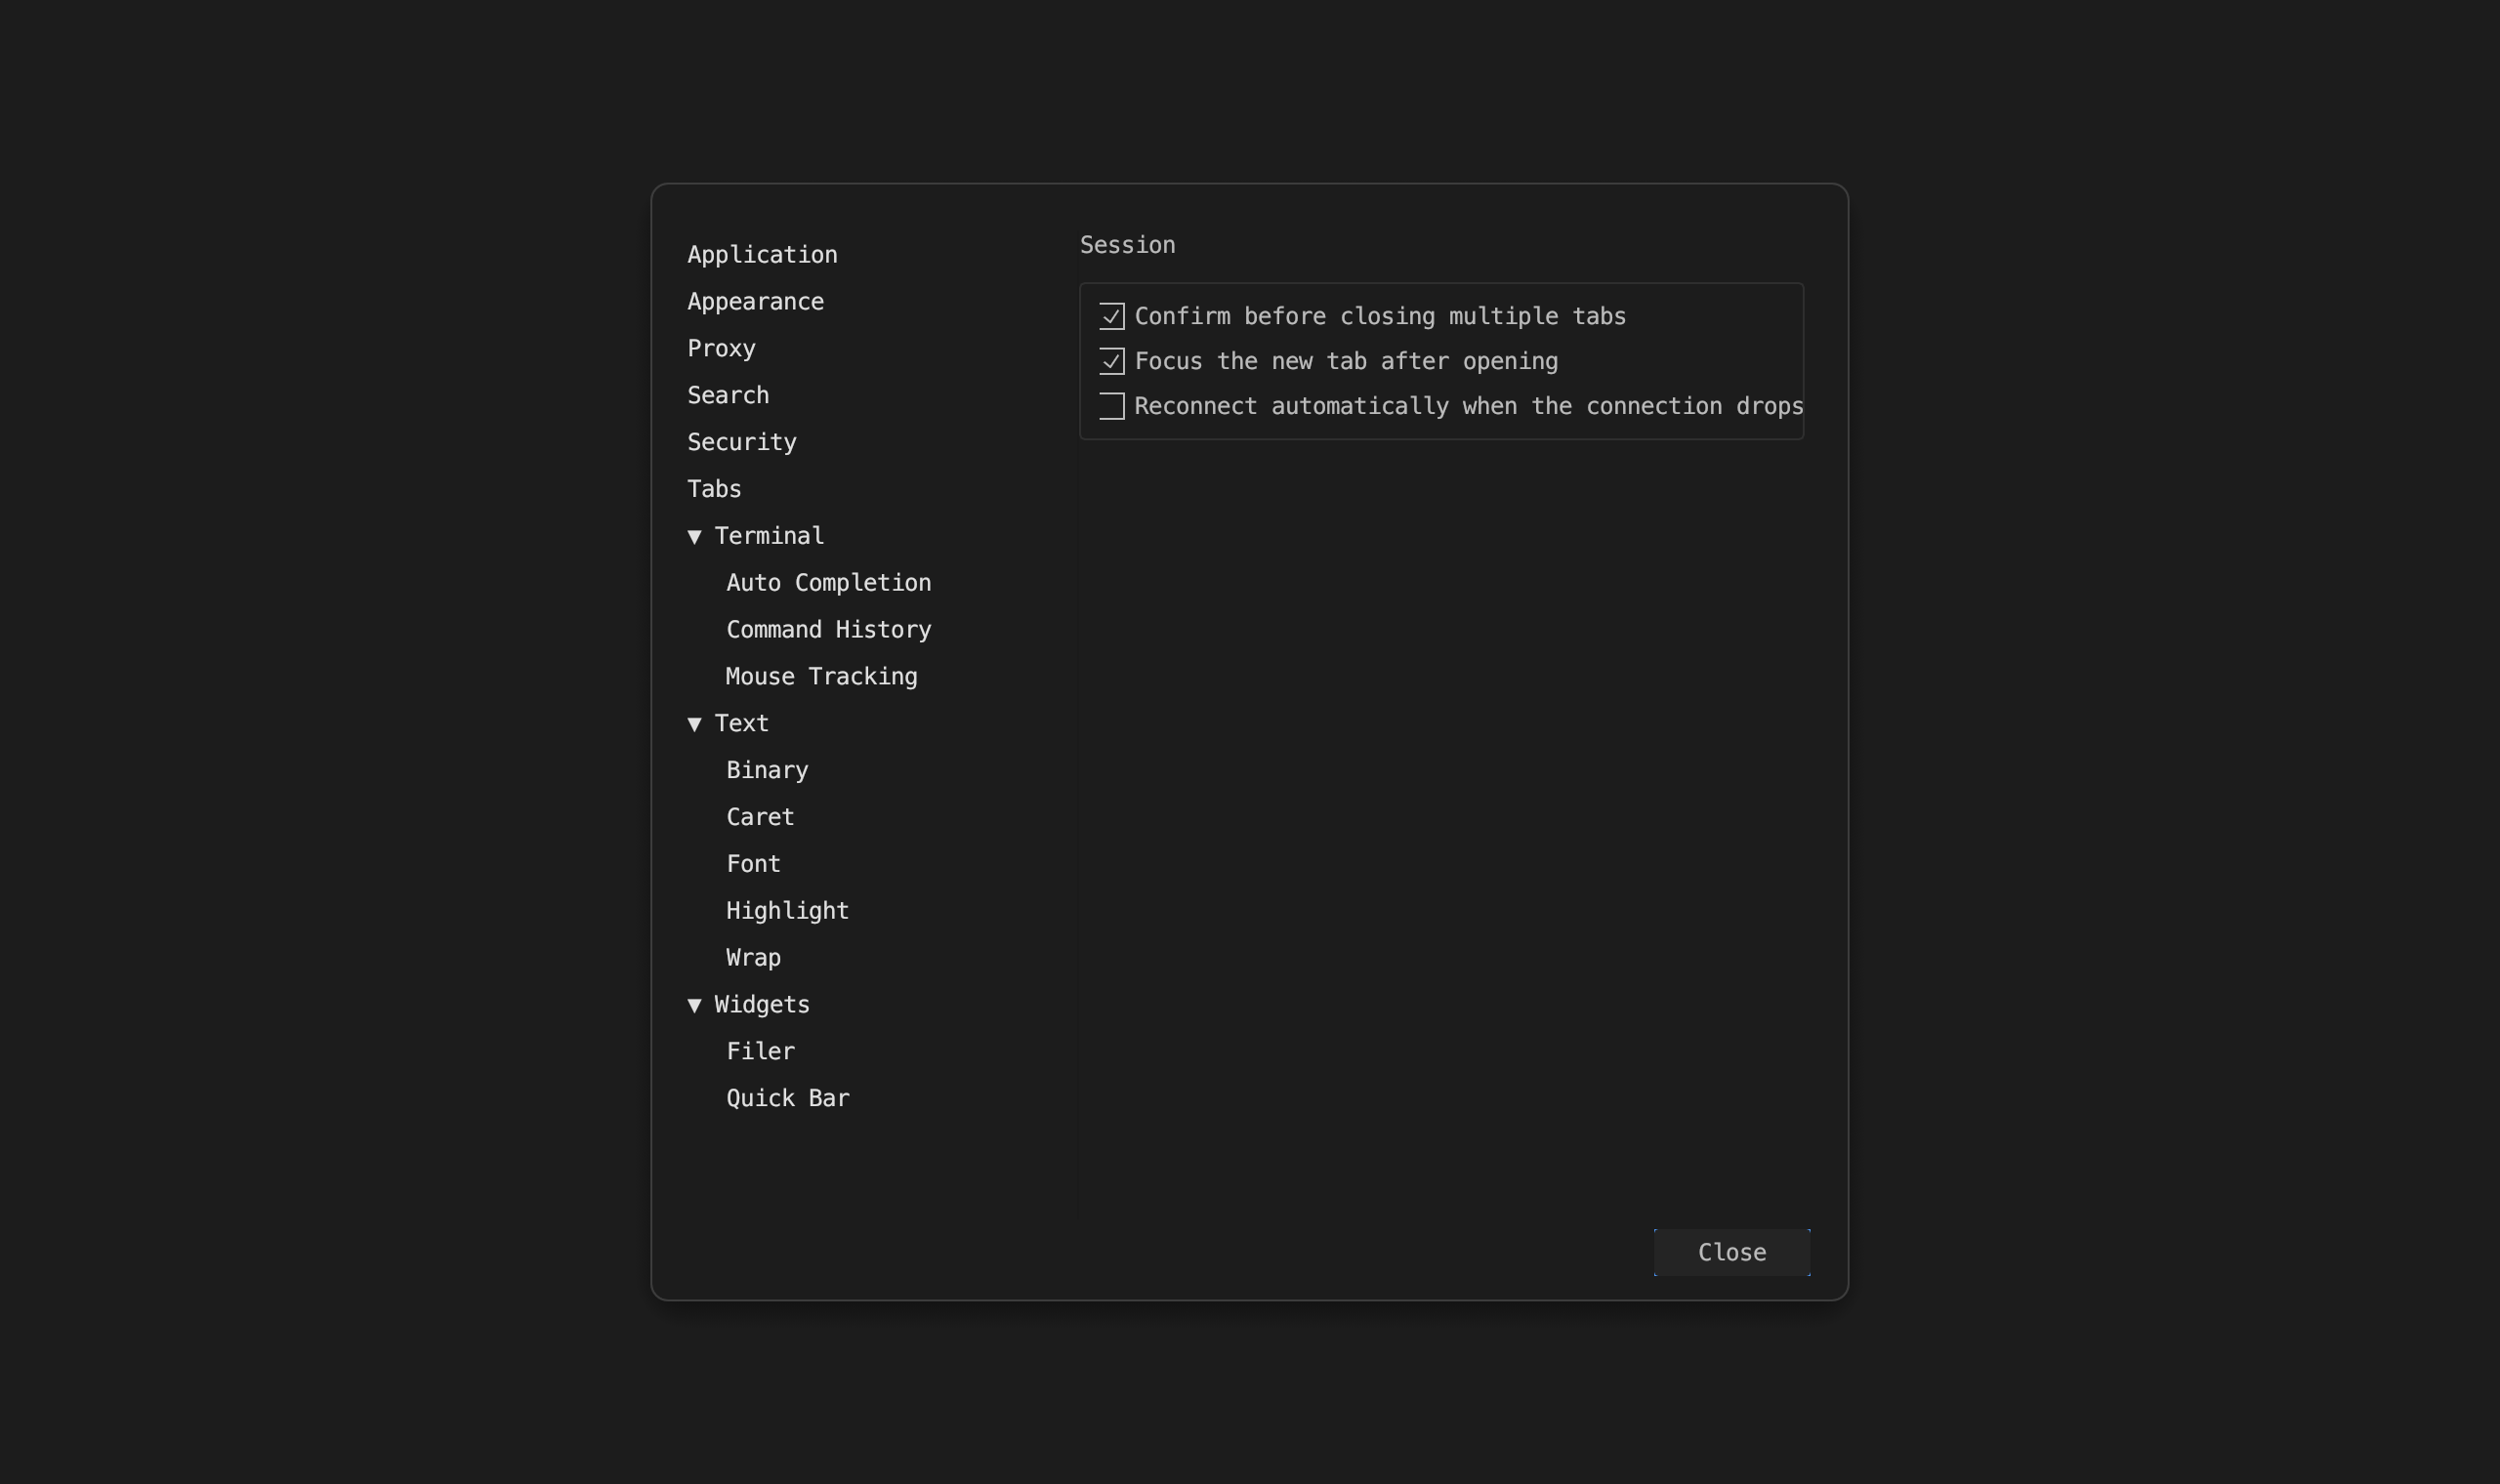 Application
Appearance
Proxy
Search
Security
Tabs
▼ Terminal
Auto Completion
Command History
Mouse Tracking
▼ Text
Binary
Caret
Font
Highlight
Wrap
▼ Widgets
Filer
Quick Bar
Session
Confirm before closing multiple tabs
Focus the new tab after opening
Reconnect automatically when the connection drops
Close